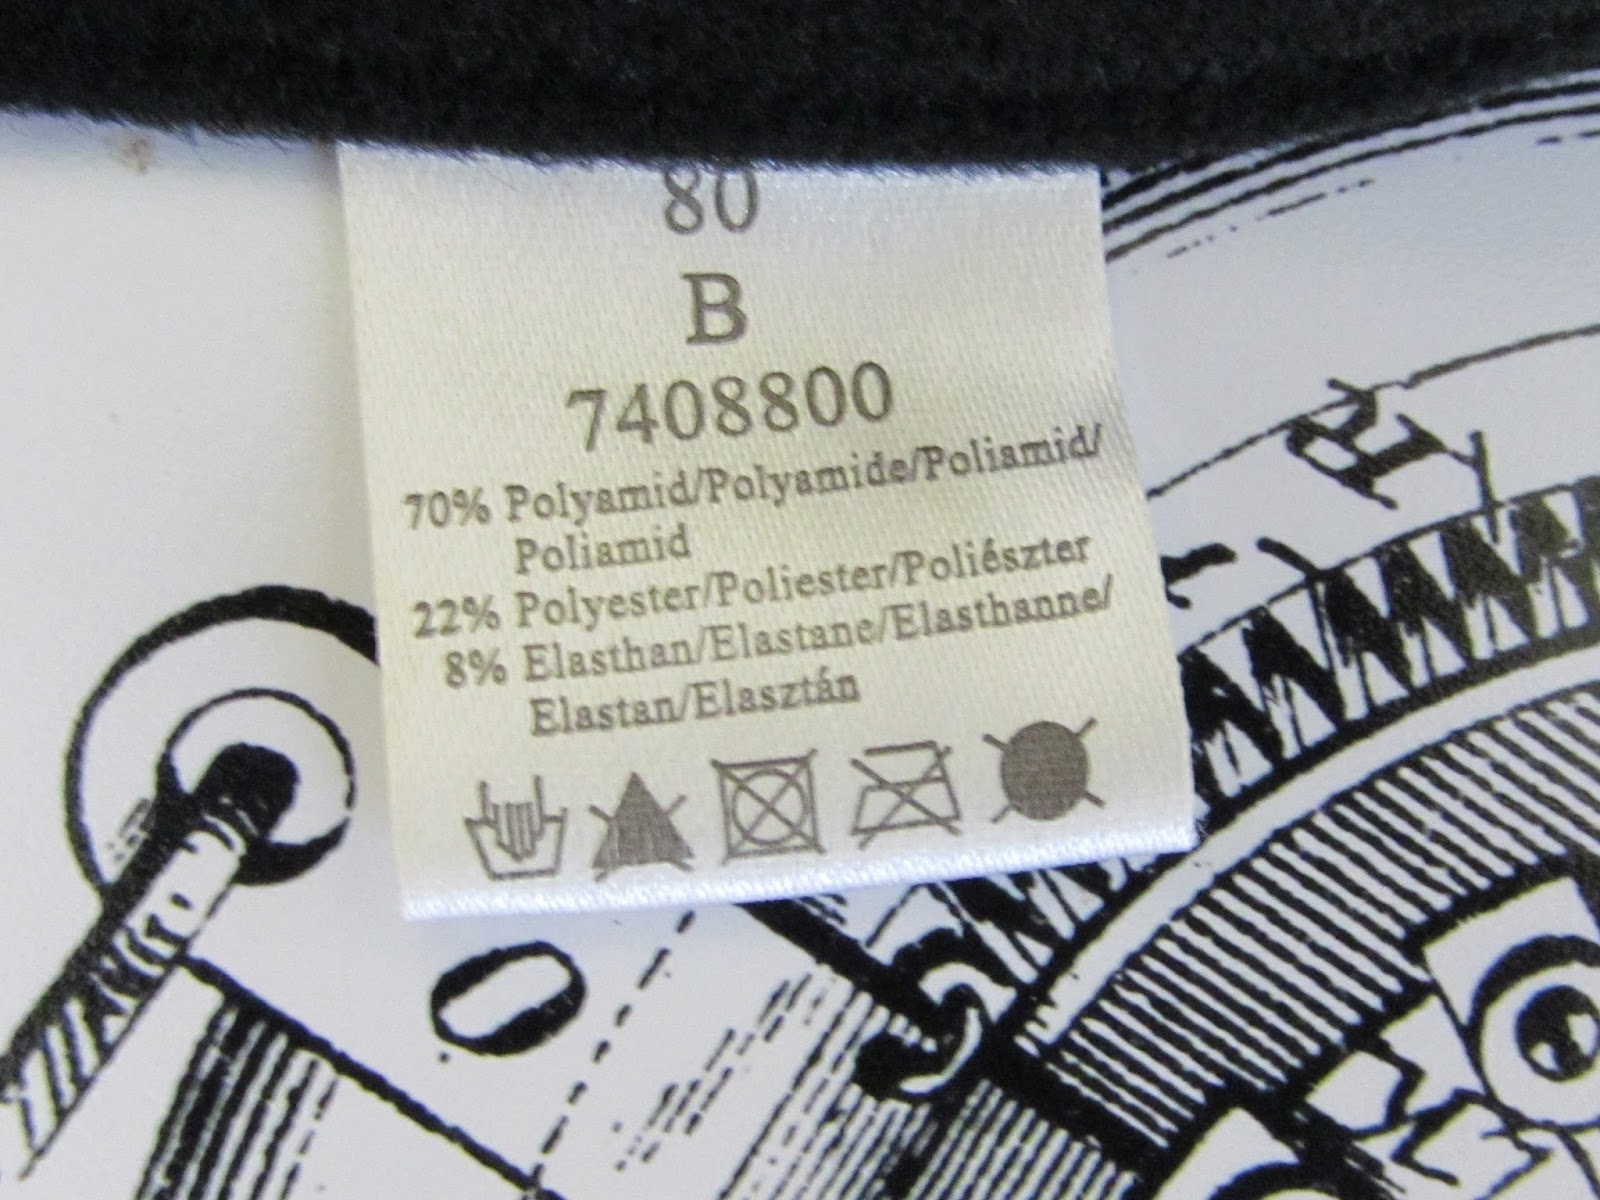 80
B
7408800
70% Polyamid/Polyamide/Poliamid/
Poliamid
22% Polyester/Poliester/Poliészter
8% Elasthan/Elastane/Elasthanne/
Elastan/Elasztán